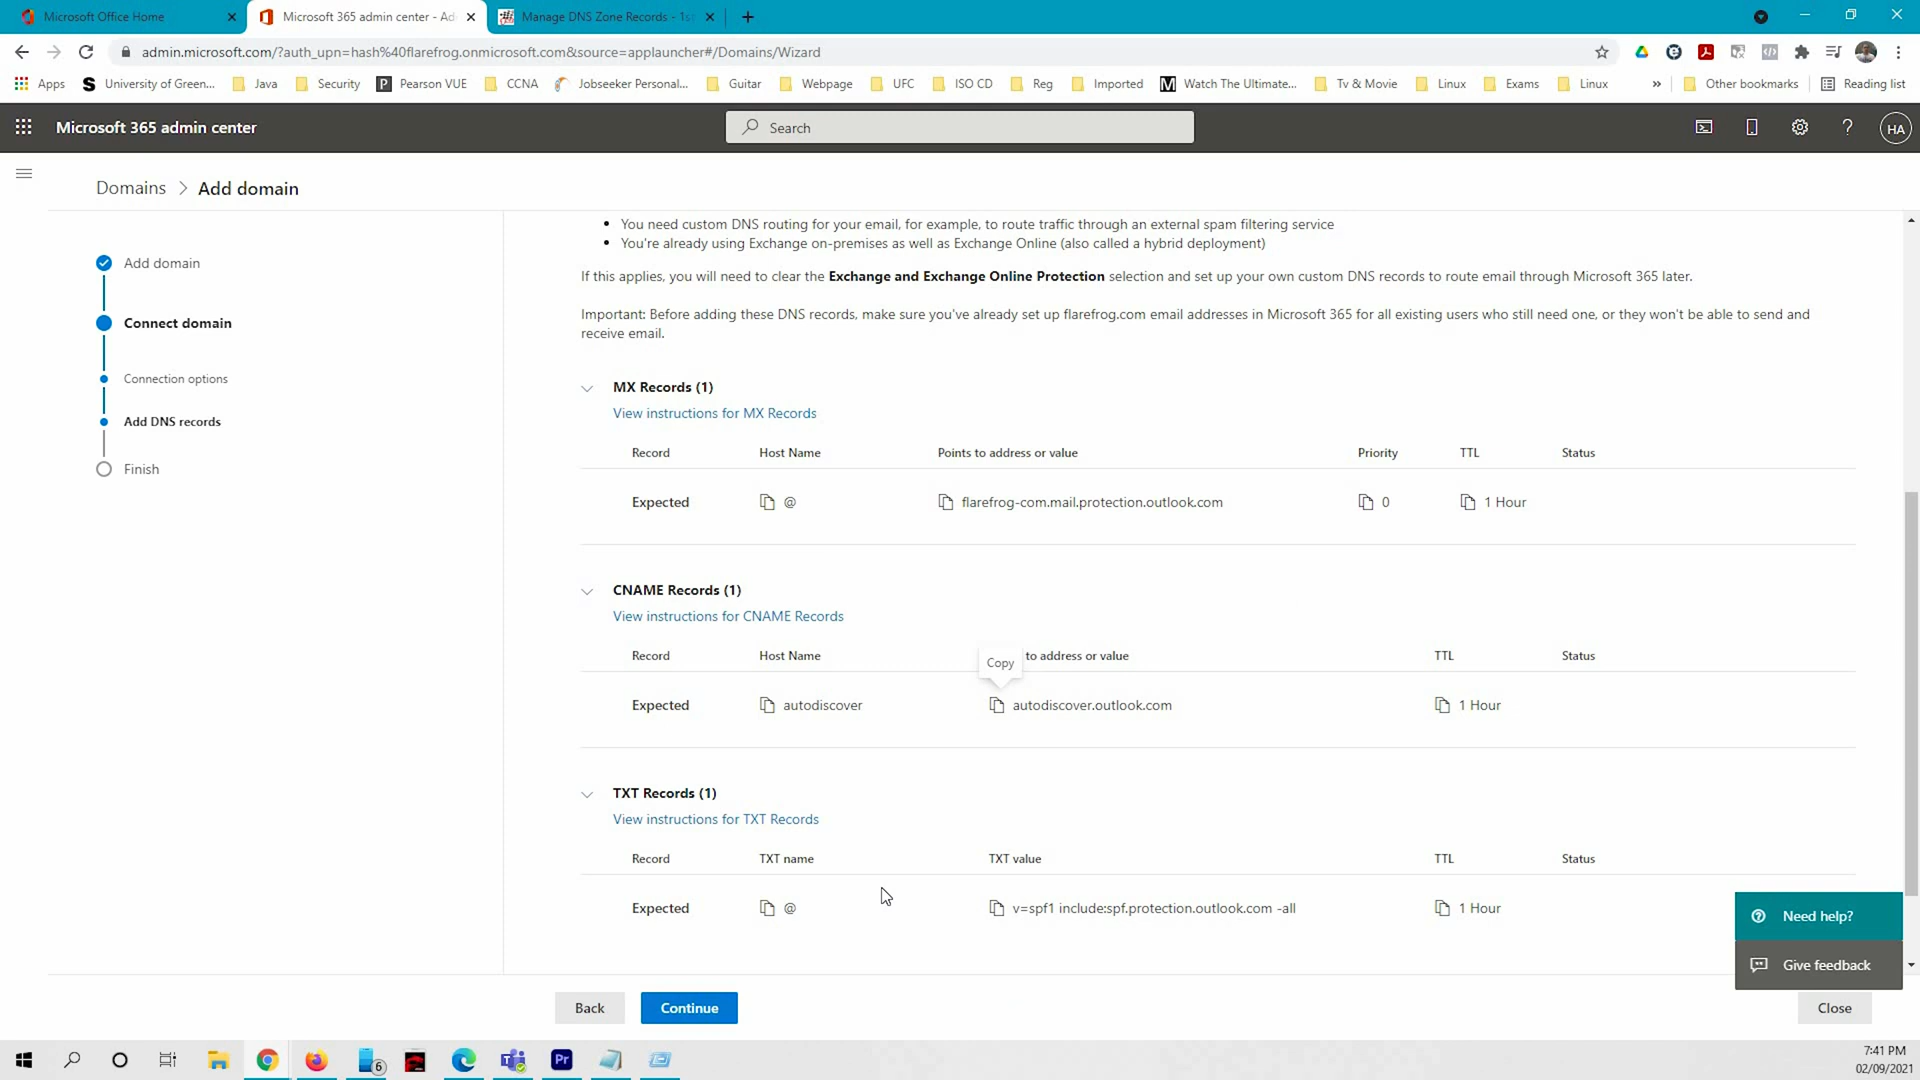 Microsoft Office Home
Microsoft 365 admin center - Ad
Manage DNS Zone Records - 1st
admin.microsoft.com/?auth_upn=hash%40flarefrog.onmicrosoft.com&source=applauncher#/Domains/Wizard
Apps
University of Green...
Java
Security
Pearson VUE
CCNA
Jobseeker Personal...
Guitar
Webpage
UFC
ISO CD
Reg
Imported
Watch The Ultimate...
Tv & Movie
Linux
Exams
Linux
Other bookmarks
Reading list
Microsoft 365 admin center
Search
HA
Domains > Add domain
Add domain
Connect domain
Connection options
Add DNS records
Finish
• You need custom DNS routing for your email, for example, to route traffic through an external spam filtering service
• You're already using Exchange on-premises as well as Exchange Online (also called a hybrid deployment)
If this applies, you will need to clear the Exchange and Exchange Online Protection selection and set up your own custom DNS records to route email through Microsoft 365 later.
Important: Before adding these DNS records, make sure you've already set up flarefrog.com email addresses in Microsoft 365 for all existing users who still need one, or they won't be able to send and
receive email.
MX Records (1)
View instructions for MX Records
Record Host Name Points to address or value Priority TTL Status
Expected @ flarefrog-com.mail.protection.outlook.com 0 1 Hour
CNAME Records (1)
View instructions for CNAME Records
Record Host Name to address or value TTL Status
Copy
Expected autodiscover autodiscover.outlook.com 1 Hour
TXT Records (1)
View instructions for TXT Records
Record TXT name TXT value TTL Status
Expected @ v=spf1 include:spf.protection.outlook.com -all 1 Hour
Need help?
Give feedback
Back
Continue
Close
6
Pr
7:41 PM
02/09/2021